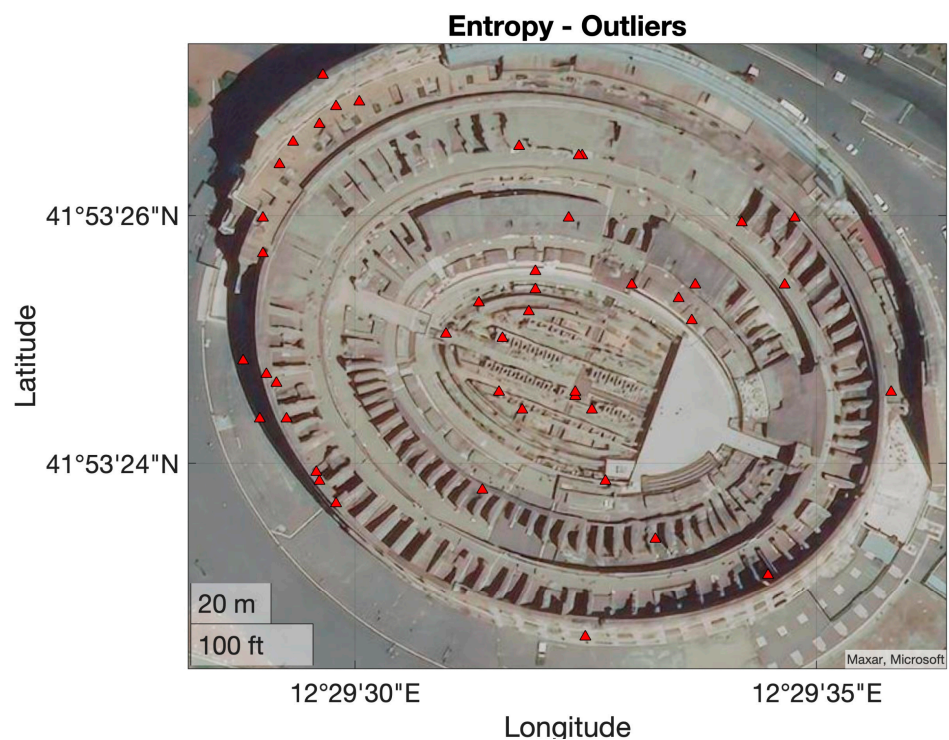 Entropy - Outliers
41°53'26"N
Latitude
41°53'24"N
20 m
100 ft
Maxar, Microsoft
12°29'30"E
12°29'35"E
Longitude